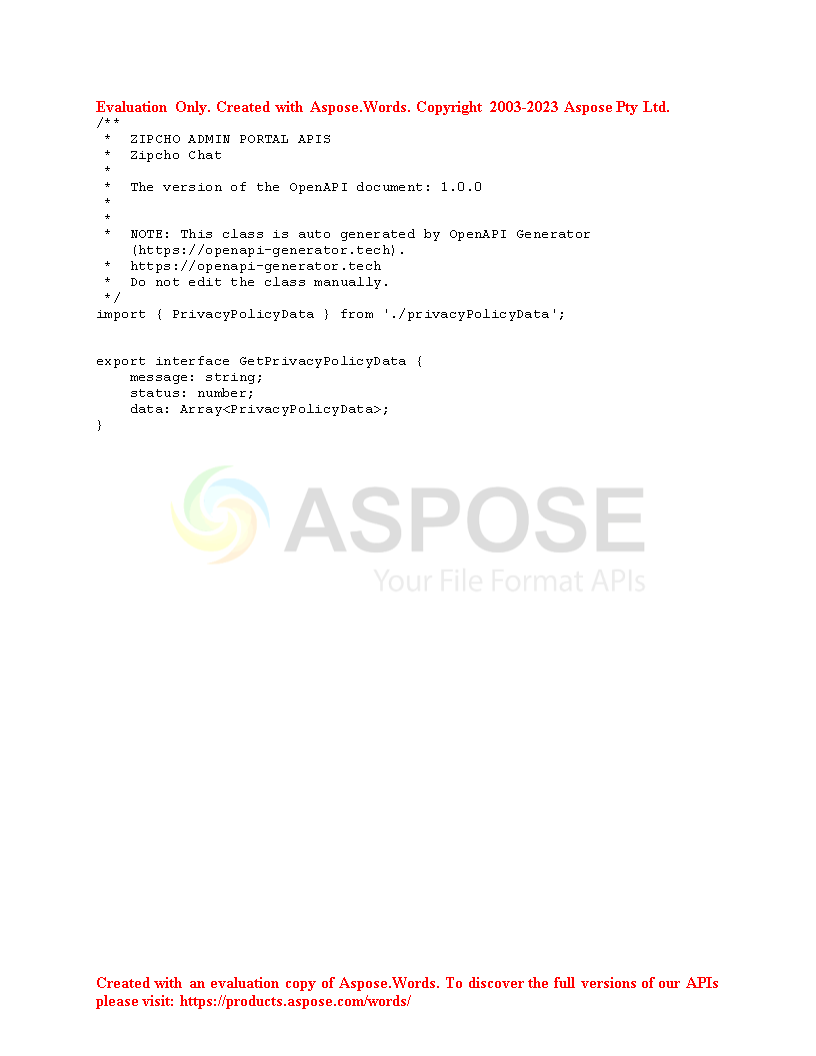 Evaluation Only. Created with Aspose.Words. Copyright 2003-2023 Aspose Pty Ltd.
/**
 *  ZIPCHO ADMIN PORTAL APIS
 *  Zipcho Chat
 *
 *  The version of the OpenAPI document: 1.0.0
 *
 *
 *  NOTE: This class is auto generated by OpenAPI Generator
    (https://openapi-generator.tech).
 *  https://openapi-generator.tech
 *  Do not edit the class manually.
 */
import { PrivacyPolicyData } from './privacyPolicyData';
export interface GetPrivacyPolicyData {
    message: string;
    status: number;
    data: Array<PrivacyPolicyData>;
}
ASPOSE
Your File Format APIs
Created with an evaluation copy of Aspose.Words. To discover the full versions of our APIs
please visit: https://products.aspose.com/words/